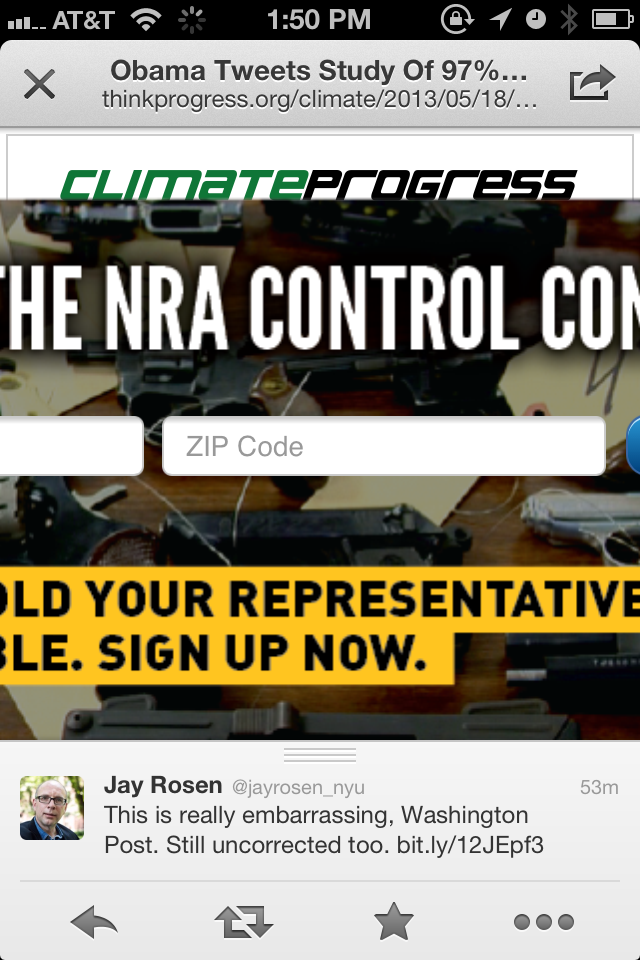 AT&T 1:50 PM
Obama Tweets Study Of 97%...
thinkprogress.org/climate/2013/05/18/...
CLIMATEPROGRESS
THE NRA CONTROL CON
ZIP Code
OLD YOUR REPRESENTATIVE
BLE. SIGN UP NOW.
Jay Rosen @jayrosen_nyu 53m
This is really embarrassing, Washington
Post. Still uncorrected too. bit.ly/12JEpf3